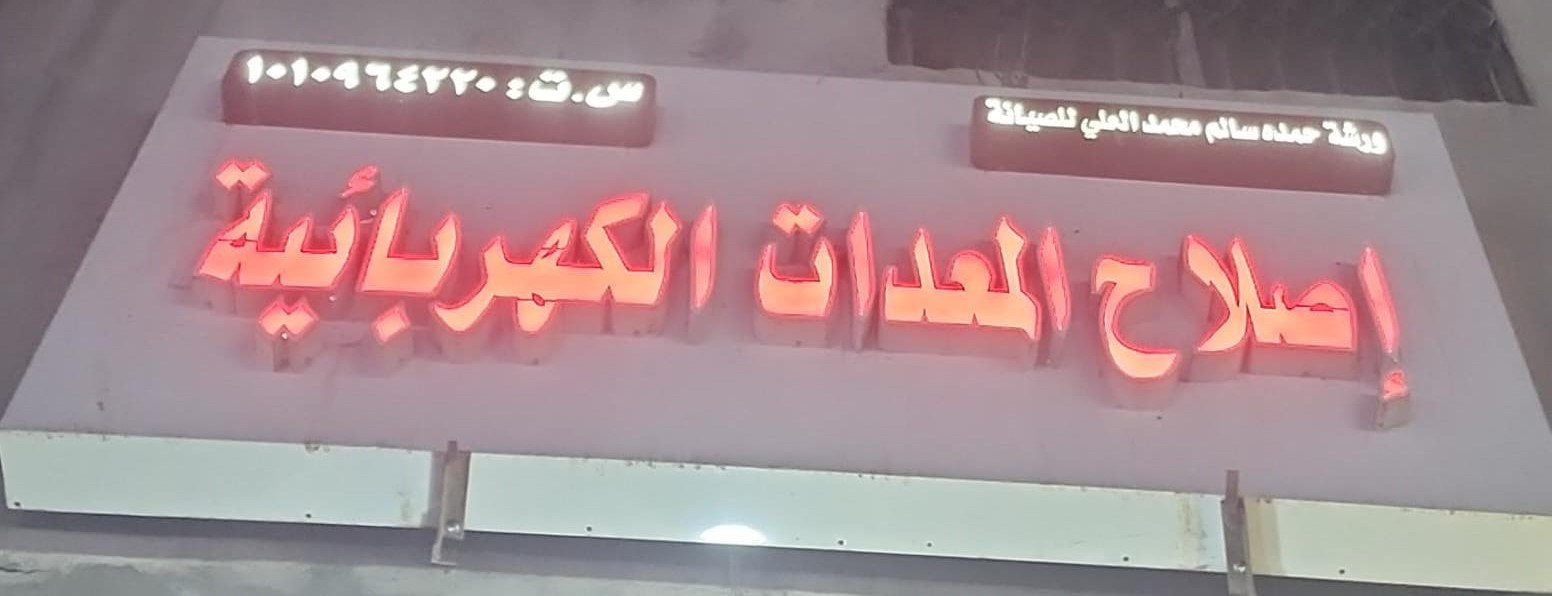 ورشة حمده سالم محمد العلي للصيانة
س.ت: ١٠١٠٩٦٤٢٢٠
إصلاح المعدات الكهربائية